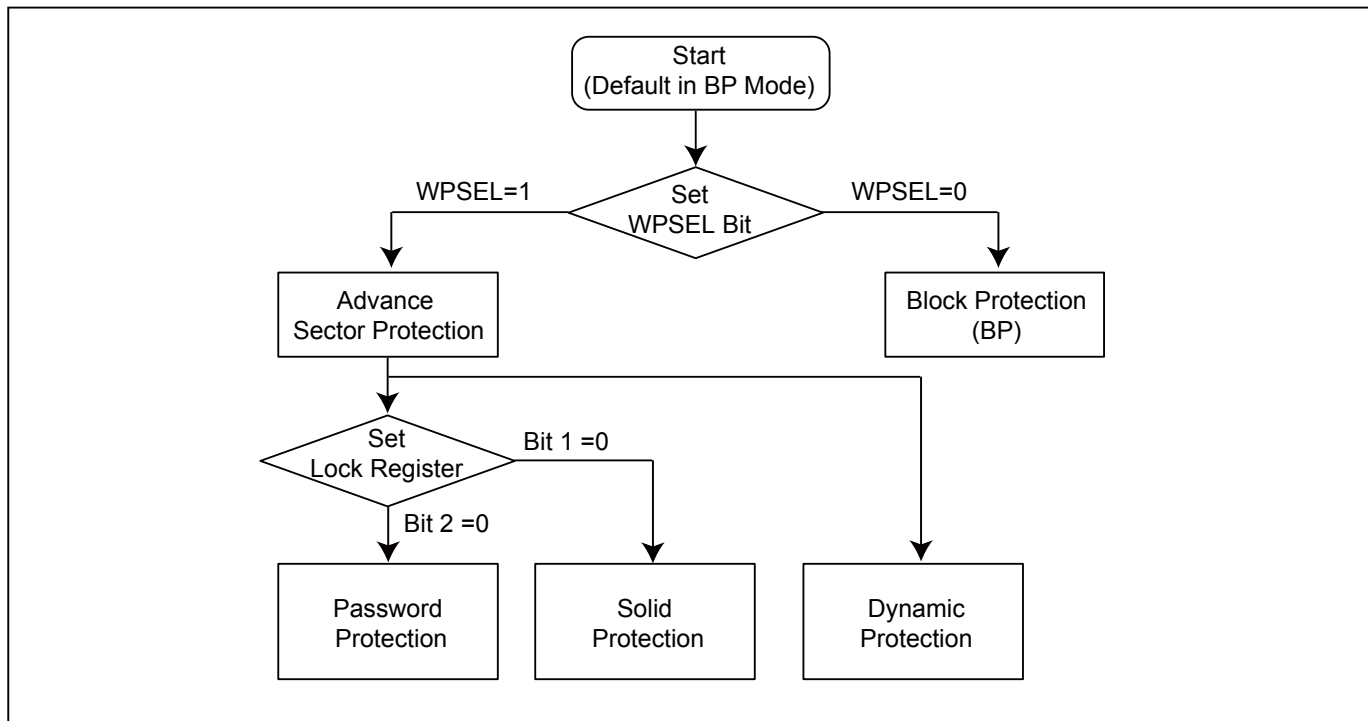 Start
(Default in BP Mode)
WPSEL=1
Set
WPSEL Bit
WPSEL=0
Advance
Sector Protection
Block Protection
(BP)
Set
Lock Register
Bit 1 =0
Bit 2 =0
Password
Protection
Solid
Protection
Dynamic
Protection